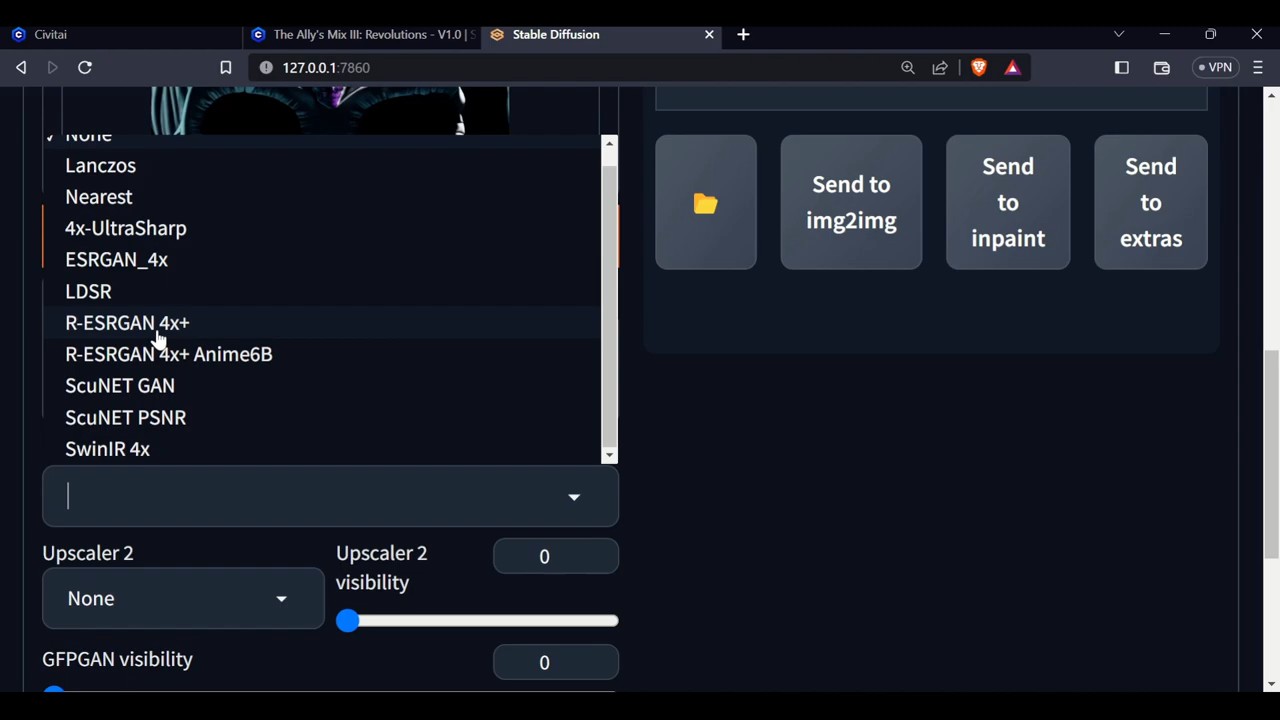 Civitai
The Ally's Mix III: Revolutions - V1.0 | S
Stable Diffusion
127.0.0.1:7860
VPN
None
Lanczos
Nearest
4x-UltraSharp
ESRGAN_4x
LDSR
R-ESRGAN 4x+
R-ESRGAN 4x+ Anime6B
ScuNET GAN
ScuNET PSNR
SwinIR 4x
Send to
img2img
Send
to
inpaint
Send
to
extras
Upscaler 2
None
Upscaler 2
visibility
0
GFPGAN visibility
0